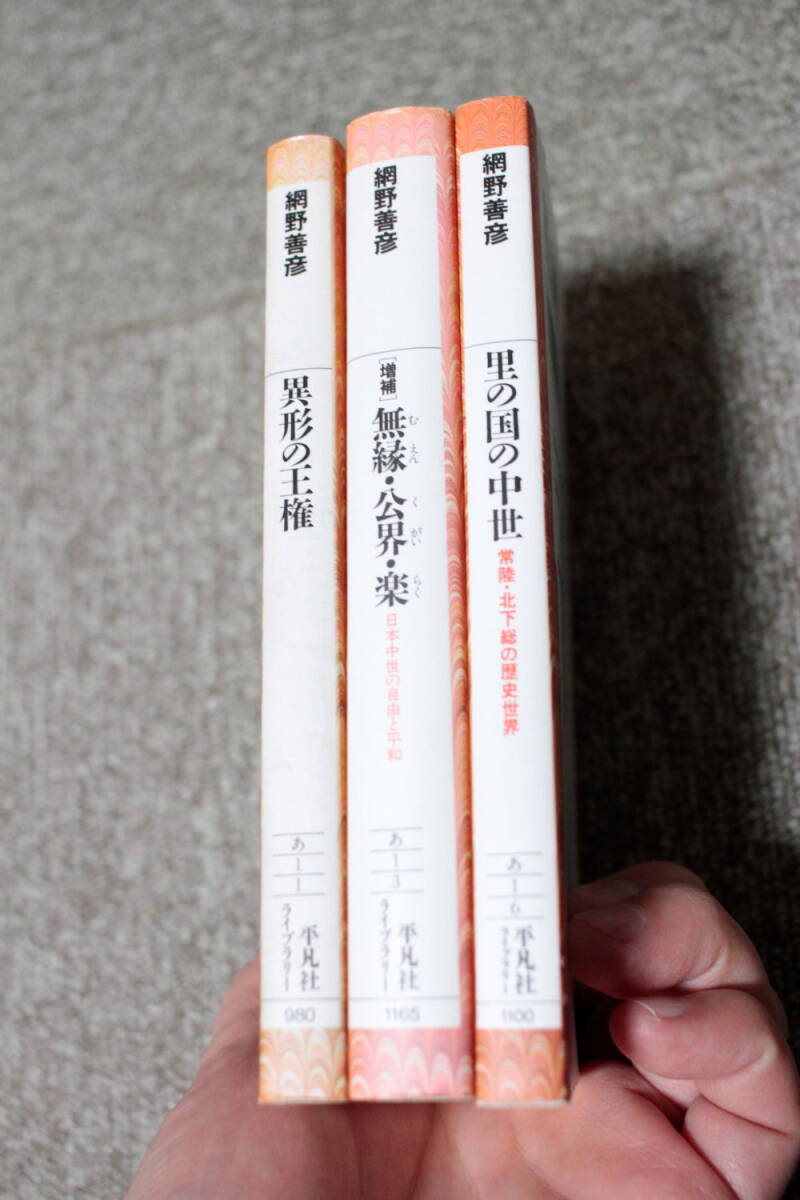 網野善彦
異形の王権
あ
1
1
平凡社
ライブラリー
980
網野善彦
[増補]
無縁・公界・楽
むえん くがい らく
日本中世の自由と平和
あ
1
3
平凡社
ライブラリー
1165
網野善彦
里の国の中世
常陸・北下総の歴史世界
あ
1
6
平凡社
ライブラリー
1100